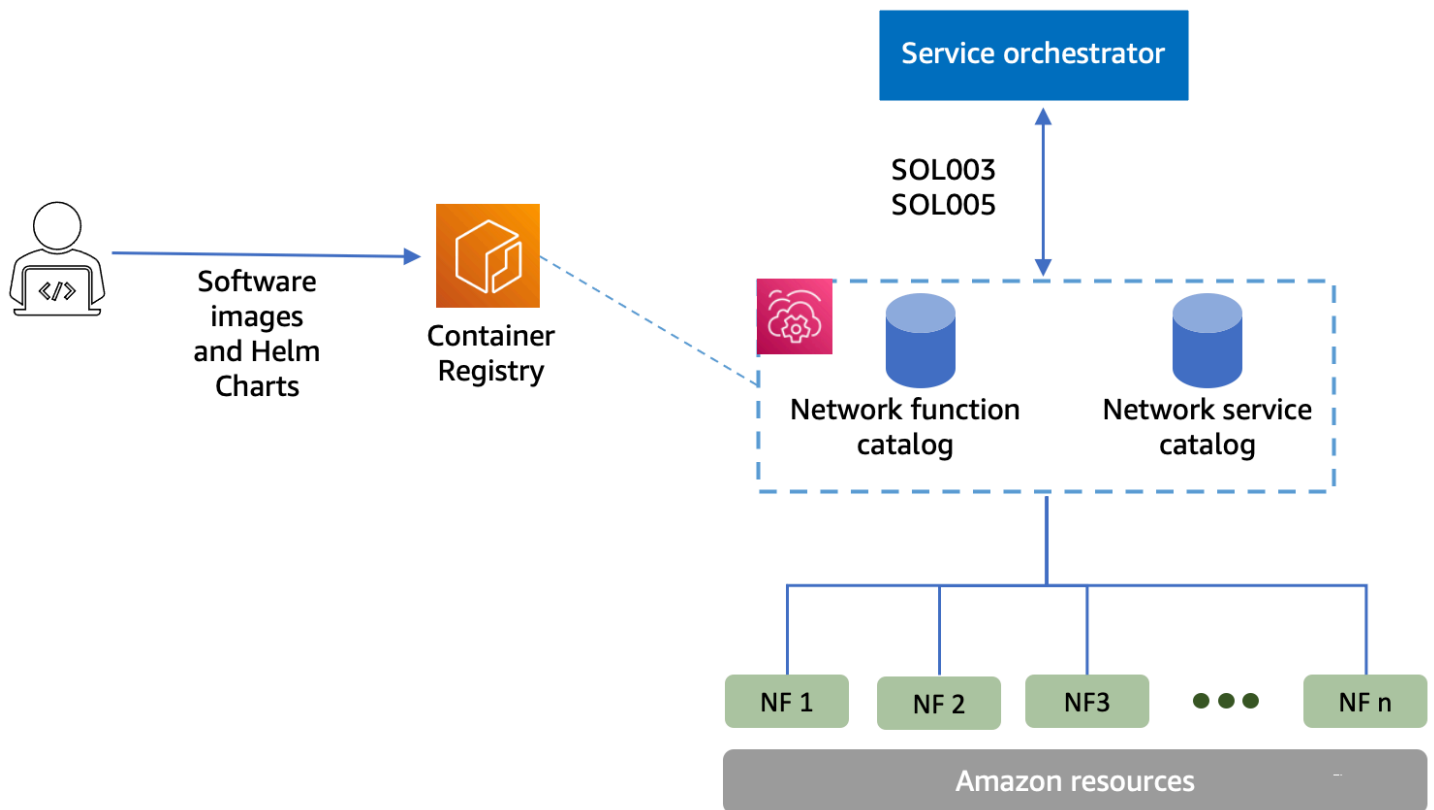 Service orchestrator
SOL003
SOL005
</>
Software
images
and Helm
Charts
Container
Registry
Network function
catalog
Network service
catalog
NF 1
NF 2
NF3
NF n
Amazon resources